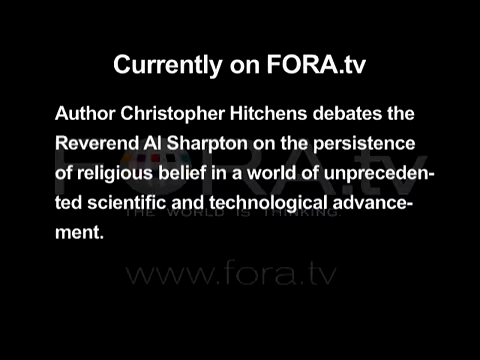 Currently on FORA.tv
Author Christopher Hitchens debates the
Reverend Al Sharpton on the persistence
of religious belief in a world of unpreceden-
ted scientific and technological advance-
ment.
FORA.tv
THE WORLD IS THINKING.
www.fora.tv